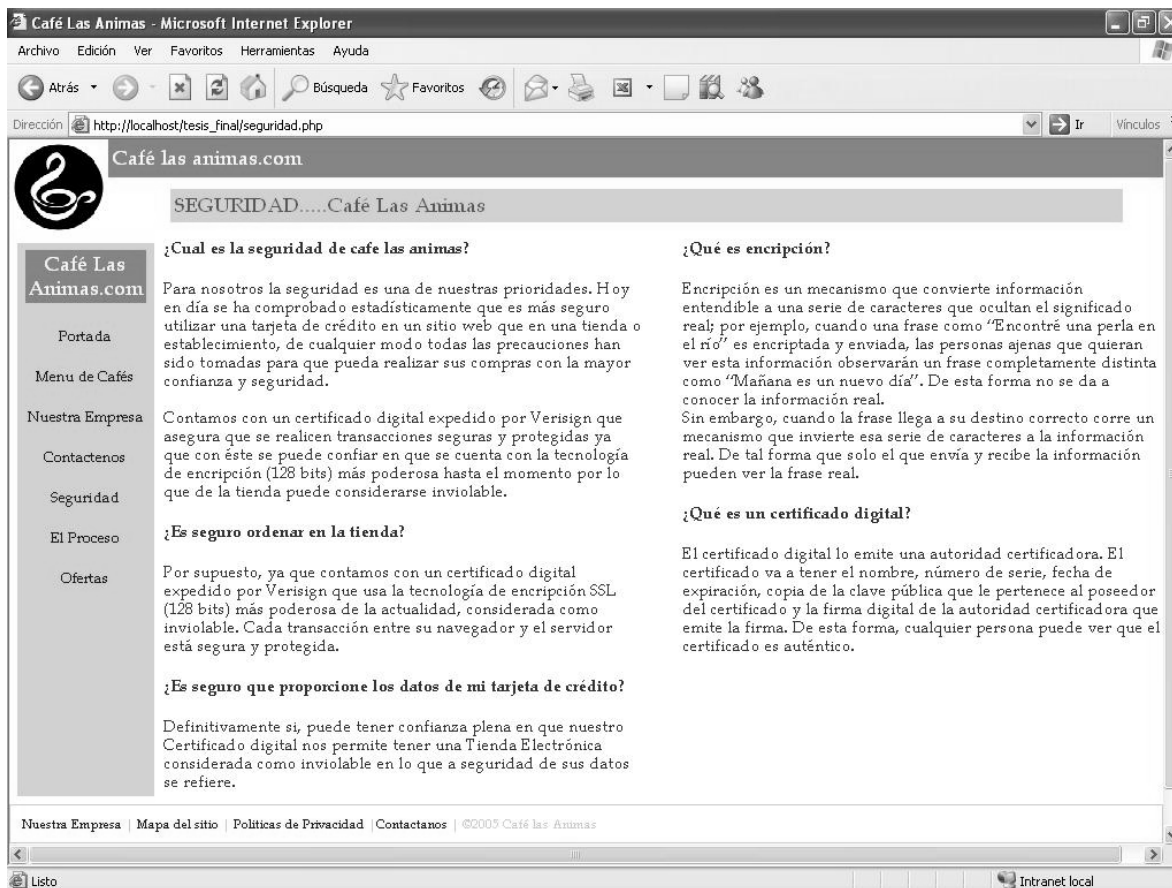 Café Las Animas - Microsoft Internet Explorer
Archivo Edición Ver Favoritos Herramientas Ayuda
Atrás Búsqueda Favoritos
Dirección http://localhost/tesis_final/seguridad.php Ir Vínculos
Café las animas.com
SEGURIDAD.....Café Las Animas
Café Las
Animas.com
Portada
Menu de Cafés
Nuestra Empresa
Contactenos
Seguridad
El Proceso
Ofertas
¿Cual es la seguridad de cafe las animas?
Para nosotros la seguridad es una de nuestras prioridades. Hoy
en día se ha comprobado estadísticamente que es más seguro
utilizar una tarjeta de crédito en un sitio web que en una tienda o
establecimiento, de cualquier modo todas las precauciones han
sido tomadas para que pueda realizar sus compras con la mayor
confianza y seguridad.
Contamos con un certificado digital expedido por Verisign que
asegura que se realicen transacciones seguras y protegidas ya
que con éste se puede confiar en que se cuenta con la tecnología
de encripción (128 bits) más poderosa hasta el momento por lo
que de la tienda puede considerarse inviolable.
¿Es seguro ordenar en la tienda?
Por supuesto, ya que contamos con un certificado digital
expedido por Verisign que usa la tecnología de encripción SSL
(128 bits) más poderosa de la actualidad, considerada como
inviolable. Cada transacción entre su navegador y el servidor
está segura y protegida.
¿Es seguro que proporcione los datos de mi tarjeta de crédito?
Definitivamente si, puede tener confianza plena en que nuestro
Certificado digital nos permite tener una Tienda Electrónica
considerada como inviolable en lo que a seguridad de sus datos
se refiere.
¿Qué es encripción?
Encripción es un mecanismo que convierte información
entendible a una serie de caracteres que ocultan el significado
real; por ejemplo, cuando una frase como “Encontré una perla en
el río” es encriptada y enviada, las personas ajenas que quieran
ver esta información observarán un frase completamente distinta
como “Mañana es un nuevo día”. De esta forma no se da a
conocer la información real.
Sin embargo, cuando la frase llega a su destino correcto corre un
mecanismo que invierte esa serie de caracteres a la información
real. De tal forma que solo el que envía y recibe la información
pueden ver la frase real.
¿Qué es un certificado digital?
El certificado digital lo emite una autoridad certificadora. El
certificado va a tener el nombre, número de serie, fecha de
expiración, copia de la clave pública que le pertenece al poseedor
del certificado y la firma digital de la autoridad certificadora que
emite la firma. De esta forma, cualquier persona puede ver que el
certificado es auténtico.
Nuestra Empresa | Mapa del sitio | Politicas de Privacidad |Contactanos | ©2005 Café las Animas
Listo Intranet local